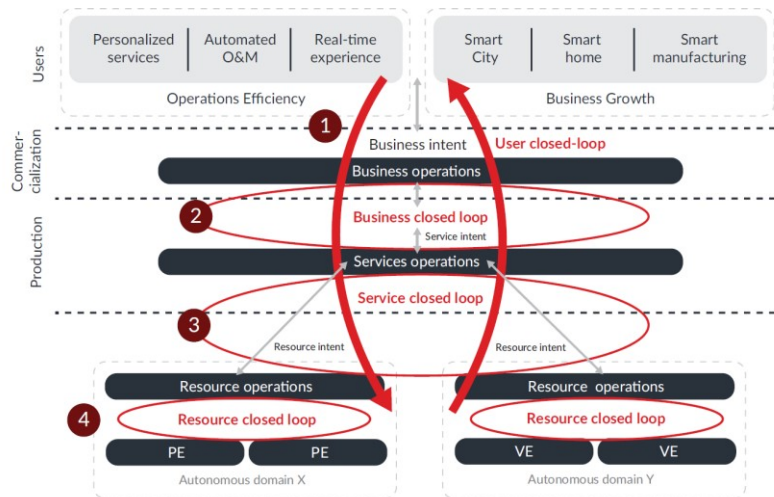 Users
Personalized
services
Automated
O&M
Real-time
experience
Operations Efficiency
Smart
City
Smart
home
Smart
manufacturing
Business Growth
1
Commer-
cialization
Business intent
User closed-loop
Business operations
Production
2
Business closed loop
Service intent
Services operations
Service closed loop
3
Resource intent
Resource intent
Resource operations
Resource operations
4
Resource closed loop
Resource closed loop
PE
PE
VE
VE
Autonomous domain X
Autonomous domain Y